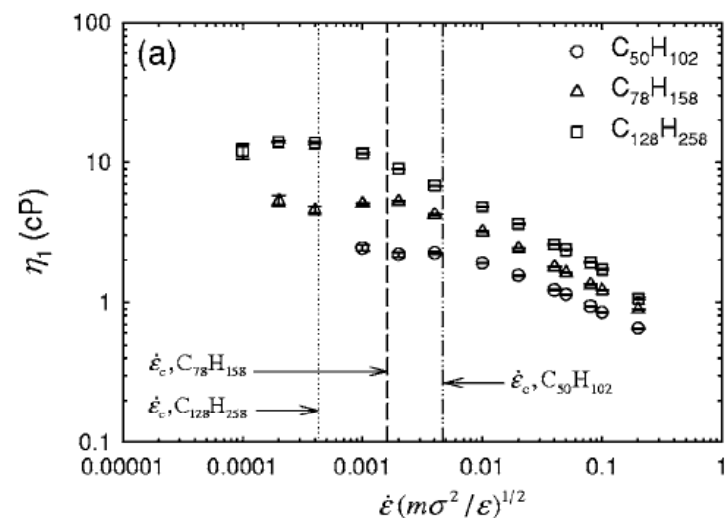 100
(a)
C₅₀H₁₀₂
C₇₈H₁₅₈
C₁₂₈H₂₅₈
10
η₁ (cP)
1
ε̇c, C₇₈H₁₅₈
ε̇c, C₅₀H₁₀₂
ε̇c, C₁₂₈H₂₅₈
0.1
0.00001 0.0001 0.001 0.01 0.1 1
ε̇(mσ²/ε)^1/2